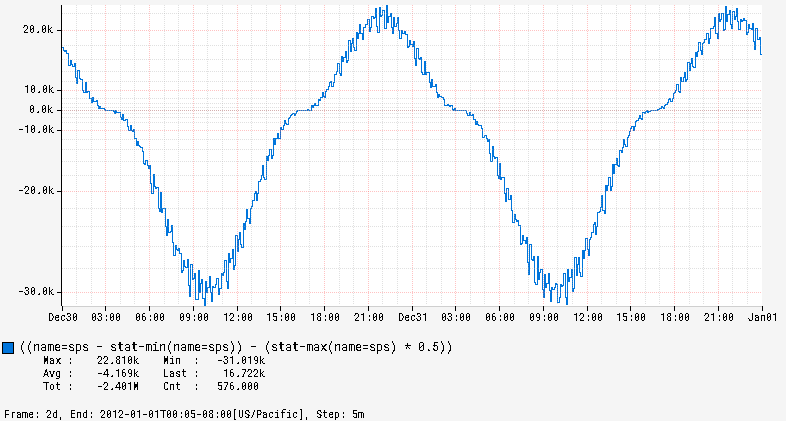 20.0k
10.0k
0.0k
-10.0k
-20.0k
-30.0k
Dec30 03:00 06:00 09:00 12:00 15:00 18:00 21:00 Dec31 03:00 06:00 09:00 12:00 15:00 18:00 21:00 Jan01
((name=sps - stat-min(name=sps)) - (stat-max(name=sps) * 0.5))
Max : 22.810k Min : -31.019k
Avg : -4.169k Last : 16.722k
Tot : -2.401M Cnt : 576.000
Frame: 2d, End: 2012-01-01T00:05-08:00[US/Pacific], Step: 5m